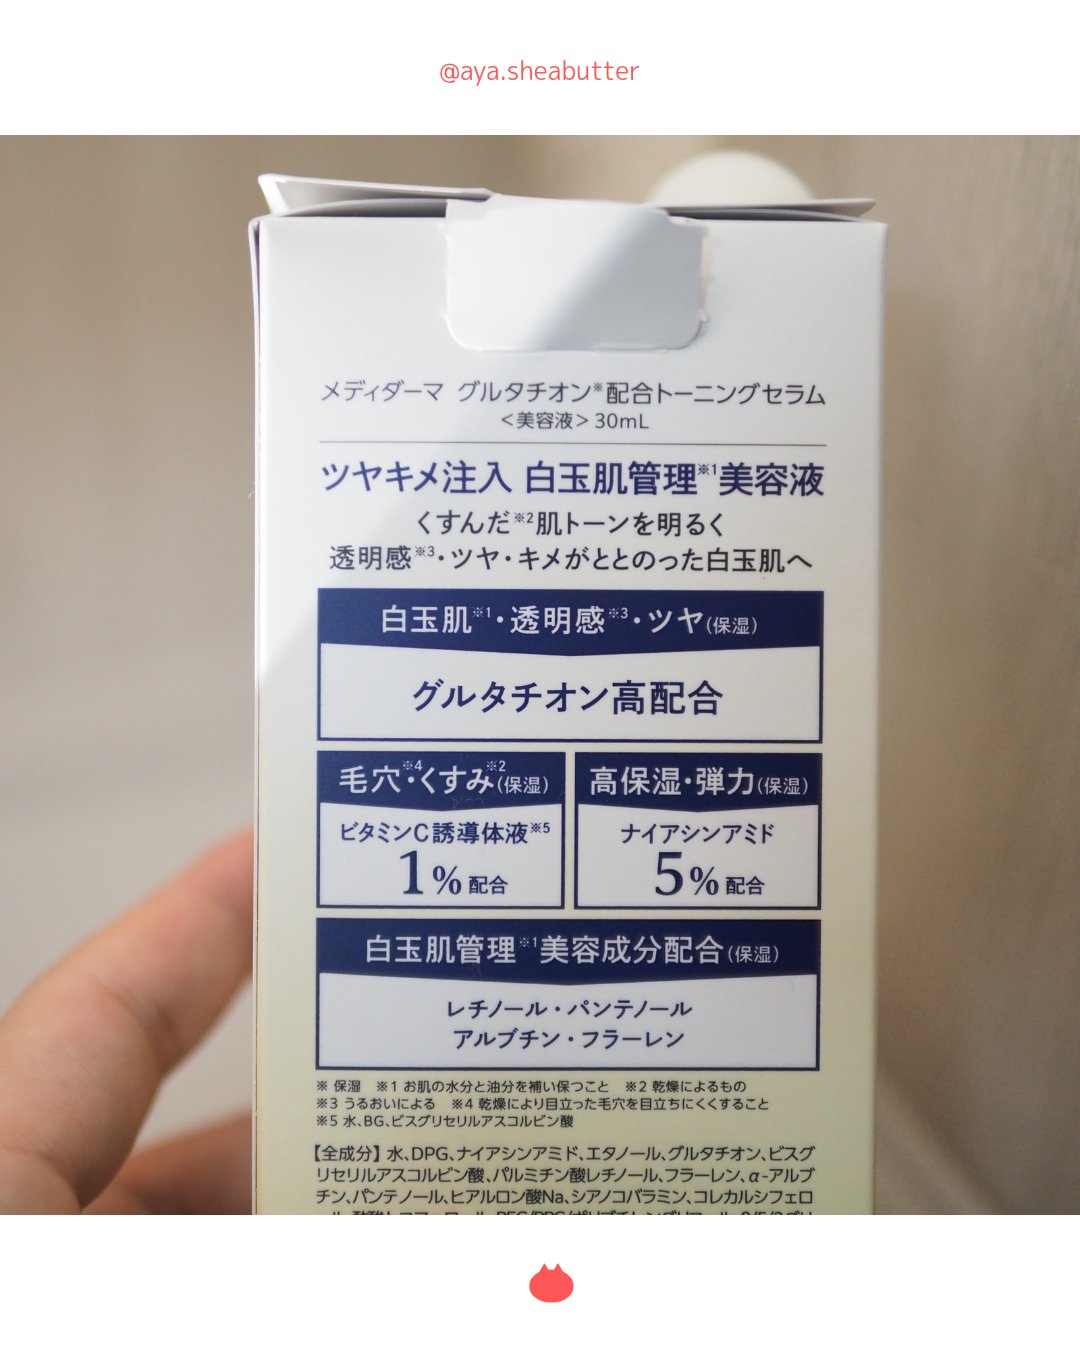 @aya.sheabutter
メディダーマ グルタチオン※配合トーニングセラム
＜美容液＞30mL
ツヤキメ注入 白玉肌管理※1美容液
くすんだ※2肌トーンを明るく
透明感※3・ツヤ・キメがととのった白玉肌へ
白玉肌※1・透明感※3・ツヤ(保湿)
グルタチオン高配合
毛穴※4・くすみ※2(保湿)
ビタミンC誘導体液※5
1%配合
高保湿・弾力(保湿)
ナイアシンアミド
5%配合
白玉肌管理※1美容成分配合(保湿)
レチノール・パンテノール
アルブチン・フラーレン
※ 保湿 ※1 お肌の水分と油分を補い保つこと ※2 乾燥によるもの
※3 うるおいによる ※4 乾燥により目立った毛穴を目立ちにくくすること
※5 水、BG、ビスグリセリルアスコルビン酸
【全成分】水、DPG、ナイアシンアミド、エタノール、グルタチオン、ビスグ
リセリルアスコルビン酸、パルミチン酸レチノール、フラーレン、α-アルブ
チン、パンテノール、ヒアルロン酸Na、シアノコバラミン、コレカルシフェロ